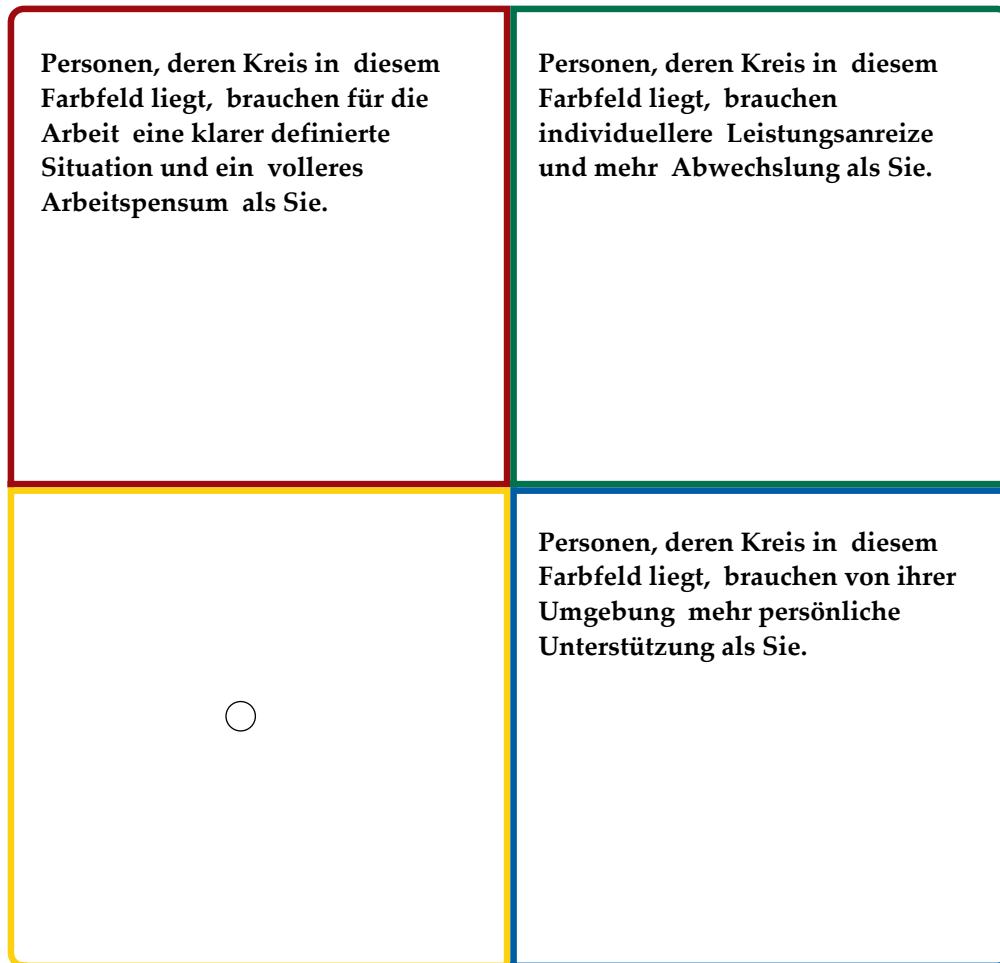 Personen, deren Kreis in diesem
Farbfeld liegt, brauchen für die
Arbeit eine klarer definierte
Situation und ein volleres
Arbeitspensum als Sie.
Personen, deren Kreis in diesem
Farbfeld liegt, brauchen
individuellere Leistungsanreize
und mehr Abwechslung als Sie.
Personen, deren Kreis in diesem
Farbfeld liegt, brauchen von ihrer
Umgebung mehr persönliche
Unterstützung als Sie.